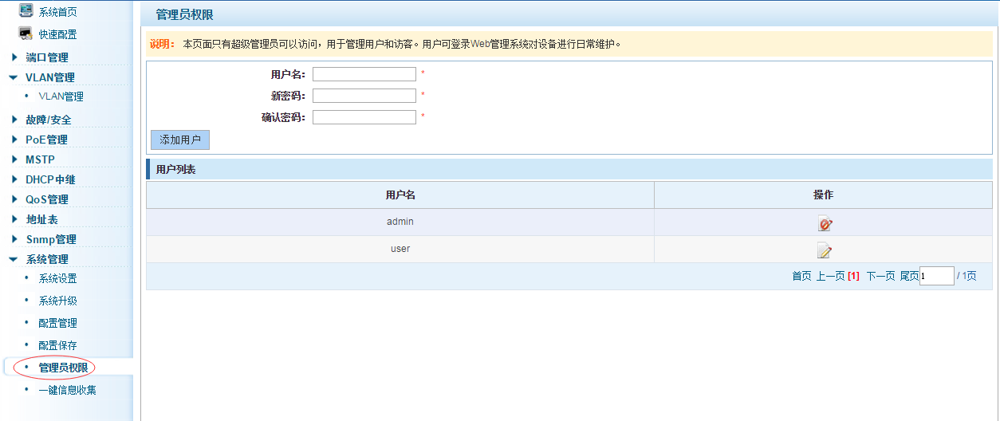 系统首页
快速配置
端口管理
VLAN管理
VLAN管理
故障/安全
PoE管理
MSTP
DHCP中继
QoS管理
地址表
Snmp管理
系统管理
系统设置
系统升级
配置管理
配置保存
管理员权限
一键信息收集
管理员权限
说明： 本页面只有超级管理员可以访问，用于管理用户和访客。用户可登录Web管理系统对设备进行日常维护。
用户名： *
新密码： *
确认密码： *
添加用户
用户列表
用户名 操作
admin
user
首页 上一页 [1] 下一页 尾页 1 / 1页